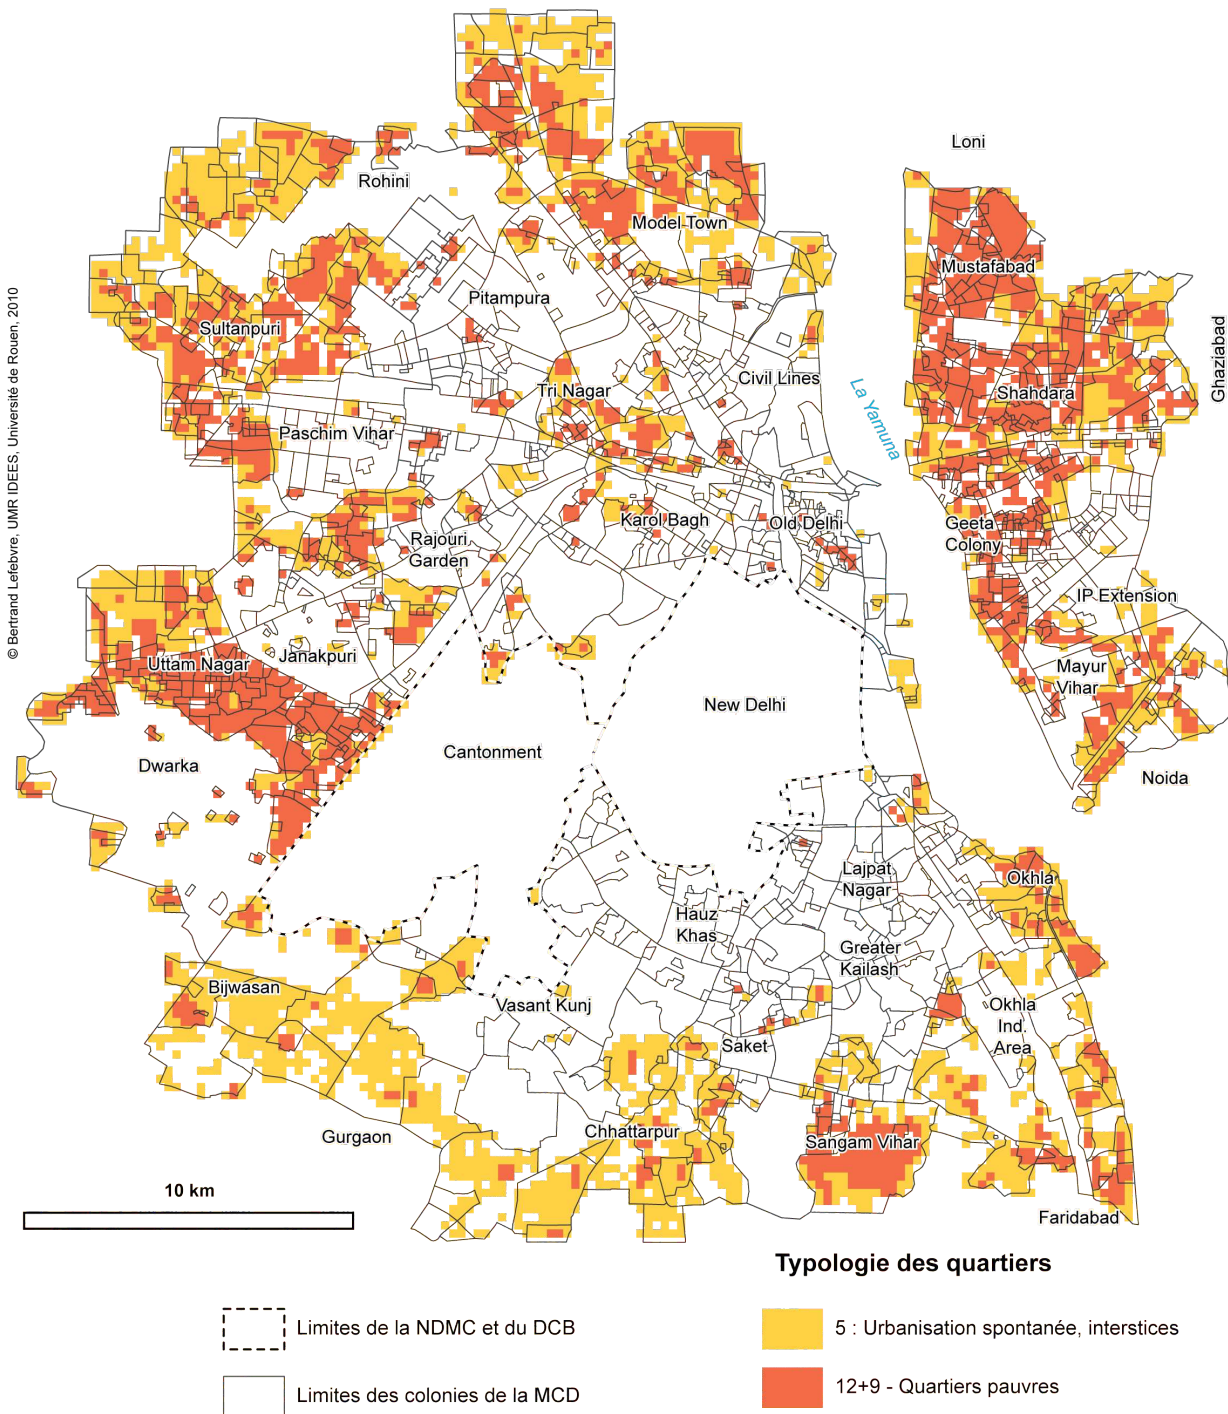 Loni
Rohini
Model Town
Mustafabad
Pitampura
Sultanpuri
Ghaziabad
Civil Lines
Tri Nagar
Shahdara
La Yamuna
Paschim Vihar
Karol Bagh
Old Delhi
Geeta
Colony
Rajouri
Garden
IP Extension
© Bertrand Lefebvre, UMR IDEES, Université de Rouen, 2010
Uttam Nagar
Janakpuri
Mayur
Vihar
New Delhi
Cantonment
Dwarka
Noida
Lajpat
Nagar
Okhla
Hauz
Khas
Greater
Kailash
Bijwasan
Vasant Kunj
Okhla
Ind.
Area
Saket
Gurgaon
Chhattarpur
Sangam Vihar
10 km
Faridabad
Typologie des quartiers
Limites de la NDMC et du DCB
5 : Urbanisation spontanée, interstices
Limites des colonies de la MCD
12+9 - Quartiers pauvres